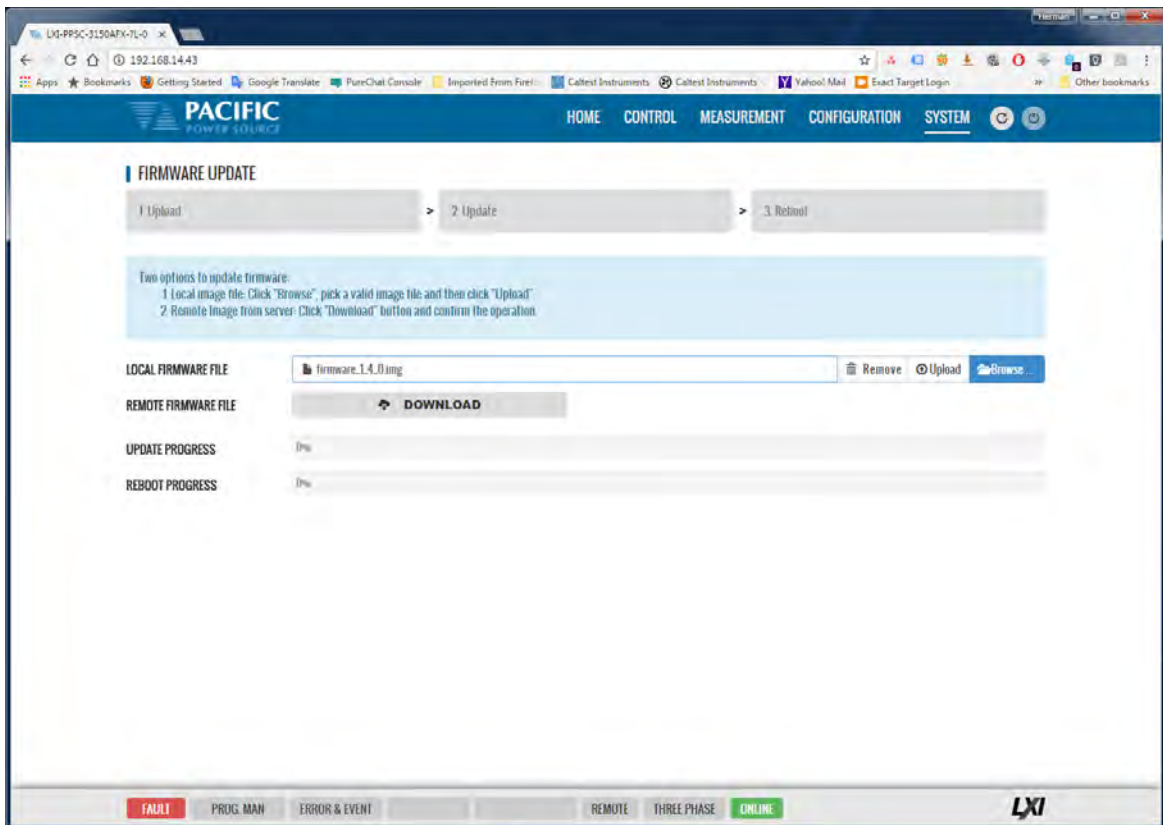 Herman
LXI-PPSC-3150AFX-7L-0
192.168.14.43
Apps Bookmarks Getting Started Google Translate PureChat Console Imported From Firef Caltest Instruments Caltest Instruments Yahoo! Mail Exact Target Login » Other bookmarks
PACIFIC
POWER SOURCE
HOME CONTROL MEASUREMENT CONFIGURATION SYSTEM
FIRMWARE UPDATE
1. Upload > 2. Update > 3. Reboot
Two options to update firmware:
1. Local image file: Click "Browse", pick a valid image file and then click "Upload"
2. Remote Image from server: Click "Download" button and confirm the operation.
LOCAL FIRMWARE FILE firmware_1.4_0.img Remove Upload Browse ...
REMOTE FIRMWARE FILE DOWNLOAD
UPDATE PROGRESS 0%
REBOOT PROGRESS 0%
FAULT PROG. MAN ERROR & EVENT REMOTE THREE PHASE ONLINE LXI